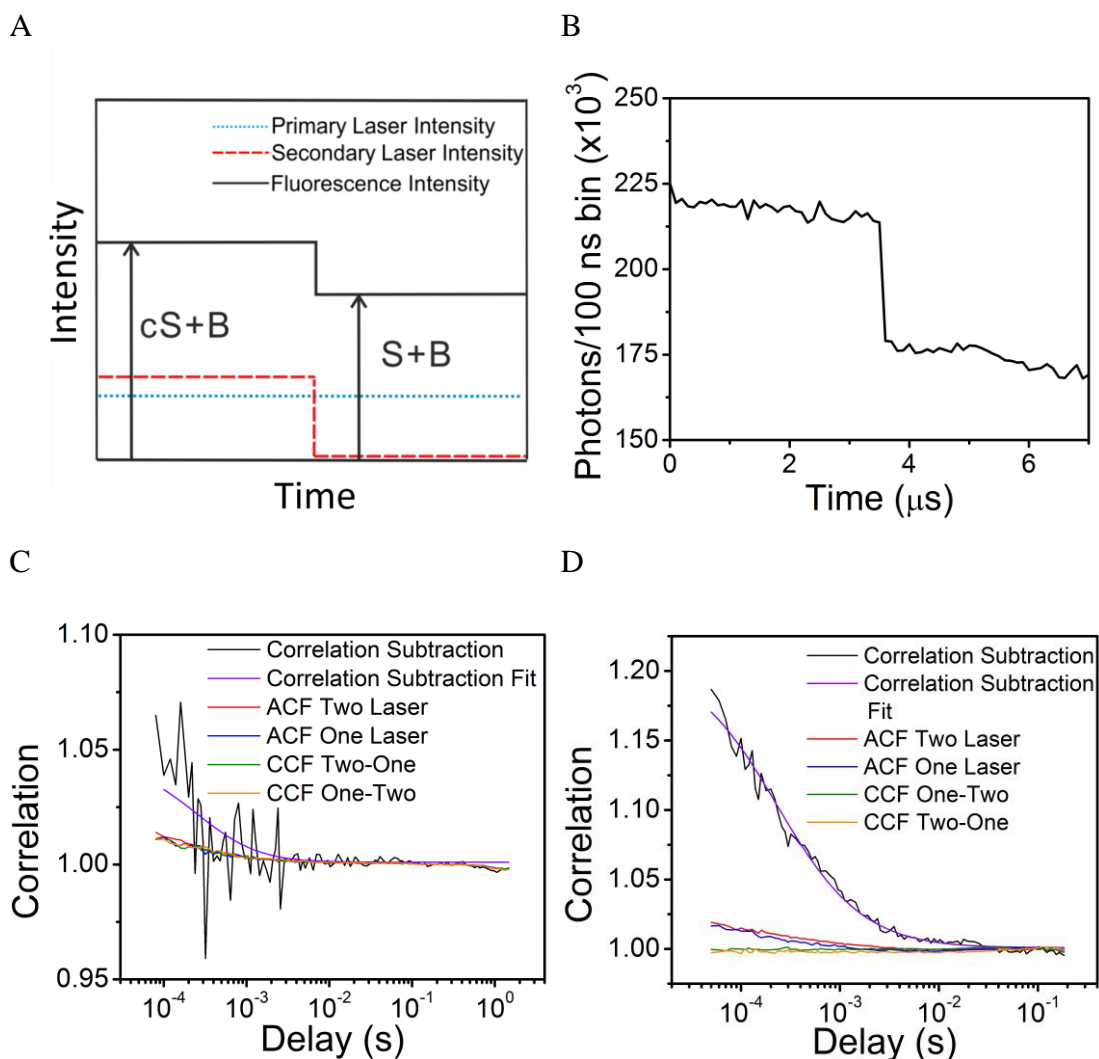 A
Intensity
Primary Laser Intensity
Secondary Laser Intensity
Fluorescence Intensity
cS+B
S+B
Time
B
Photons/100 ns bin (x10³)
250
225
200
175
150
0
2
4
6
Time (μs)
C
Correlation
1.10
1.05
1.00
0.95
Correlation Subtraction
Correlation Subtraction Fit
ACF Two Laser
ACF One Laser
CCF Two-One
CCF One-Two
10⁻⁴
10⁻³
10⁻²
10⁻¹
10⁰
Delay (s)
D
Correlation
1.20
1.15
1.10
1.05
1.00
Correlation Subtraction
Correlation Subtraction
Fit
ACF Two Laser
ACF One Laser
CCF One-Two
CCF Two-One
10⁻⁴
10⁻³
10⁻²
10⁻¹
Delay (s)